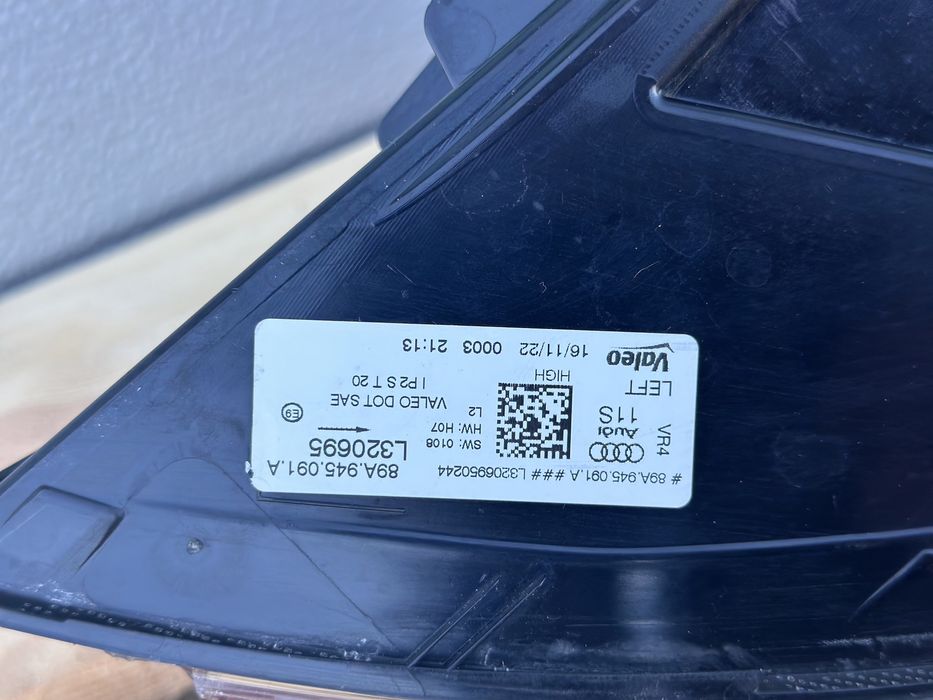 # 89A.945.091.A ### L3206950244
89A.945.091.A
L320695
Audi
VR4
11S
SW: 0108
HW: H07
L2
E9
VALEO DOT SAE
I P2 S T 20
LEFT
HIGH
Valeo
16/11/22 0003 21:13